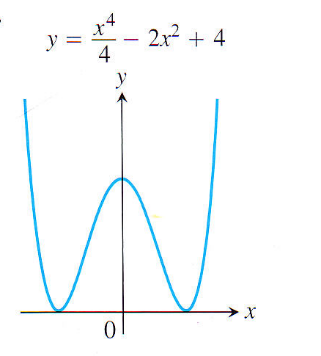 y = x⁴/4 − 2x² + 4
y
x
0